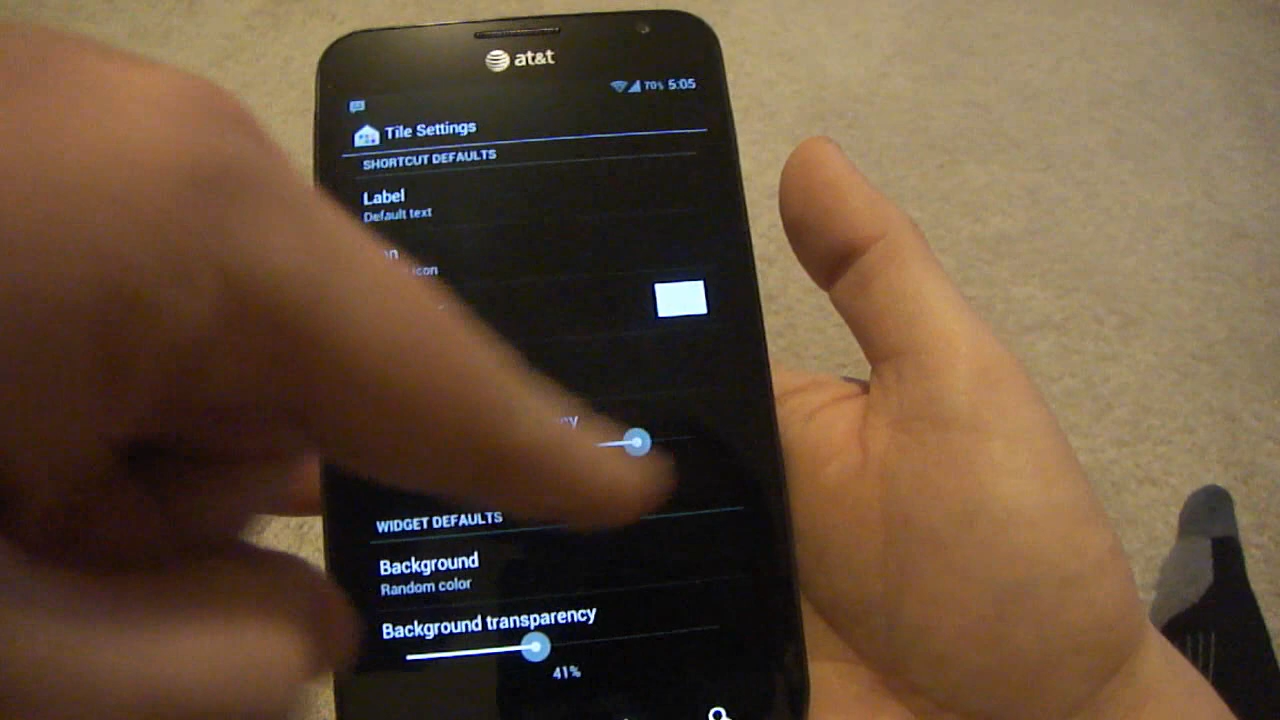 at&t
70% 5:05
Tile Settings
SHORTCUT DEFAULTS
Label
Default text
icon
WIDGET DEFAULTS
Background
Random color
Background transparency
41%